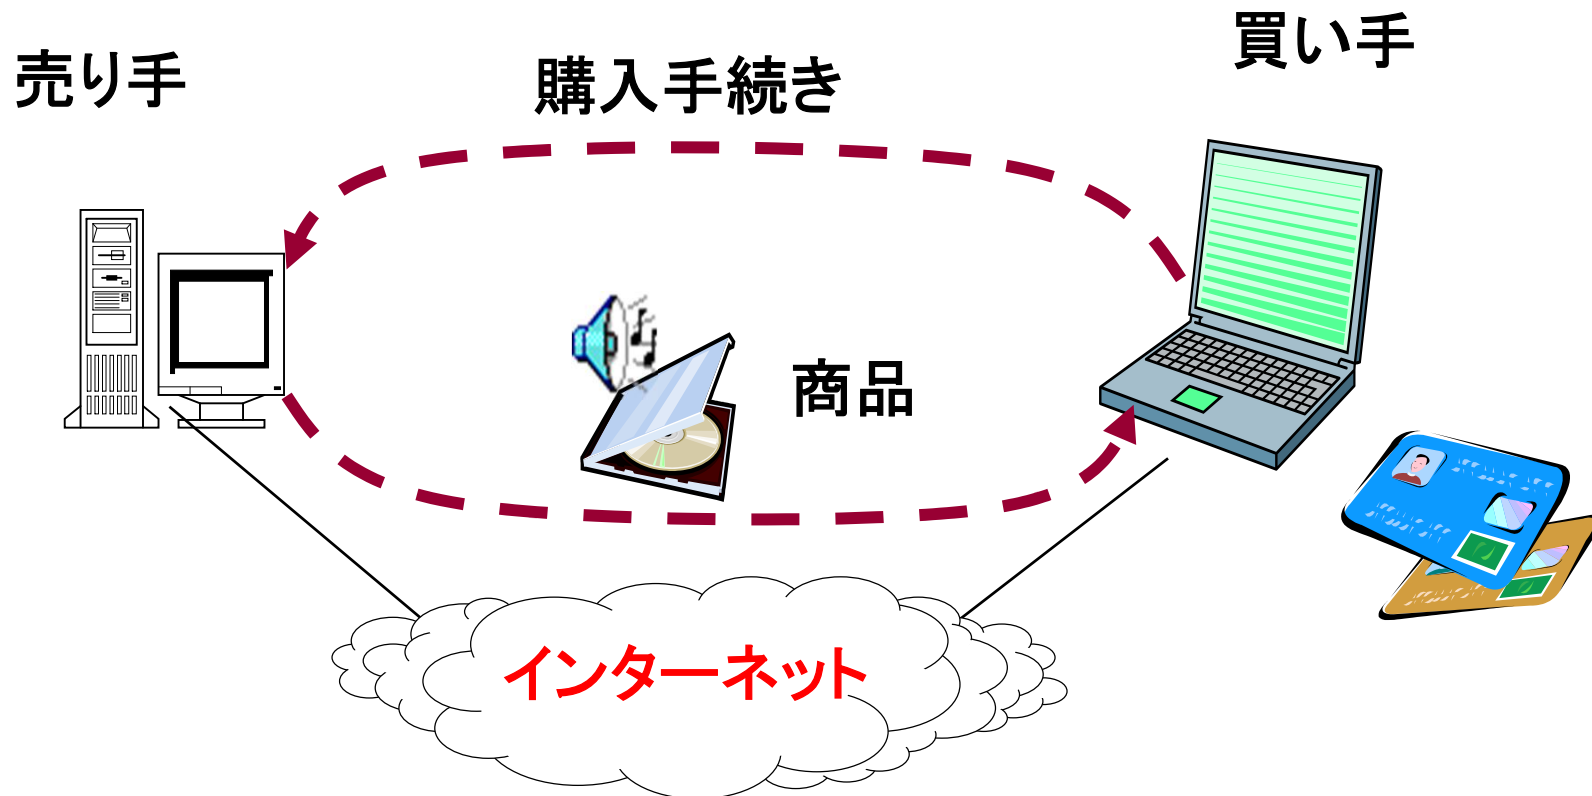 売り手
購入手続き
買い手
商品
インターネット